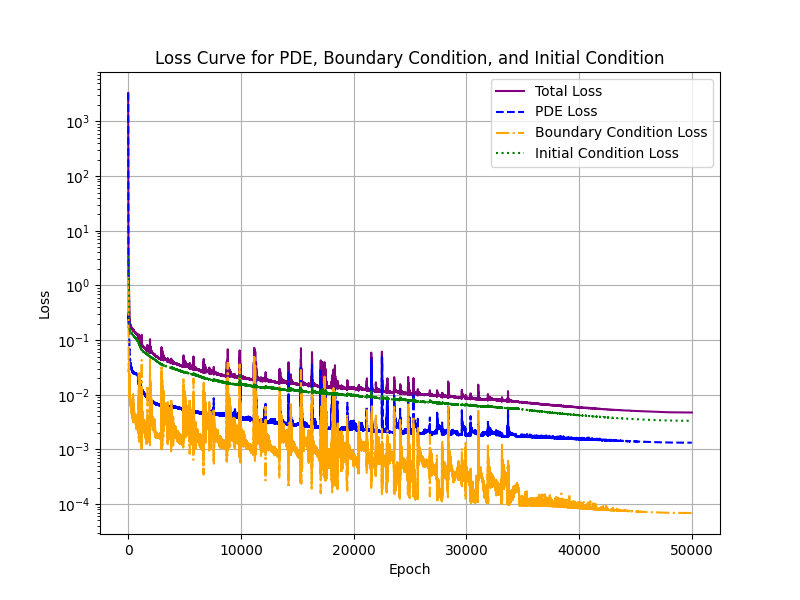 Loss Curve for PDE, Boundary Condition, and Initial Condition
Total Loss
PDE Loss
Boundary Condition Loss
Initial Condition Loss
Loss
10³
10²
10¹
10⁰
10⁻¹
10⁻²
10⁻³
10⁻⁴
0 10000 20000 30000 40000 50000
Epoch